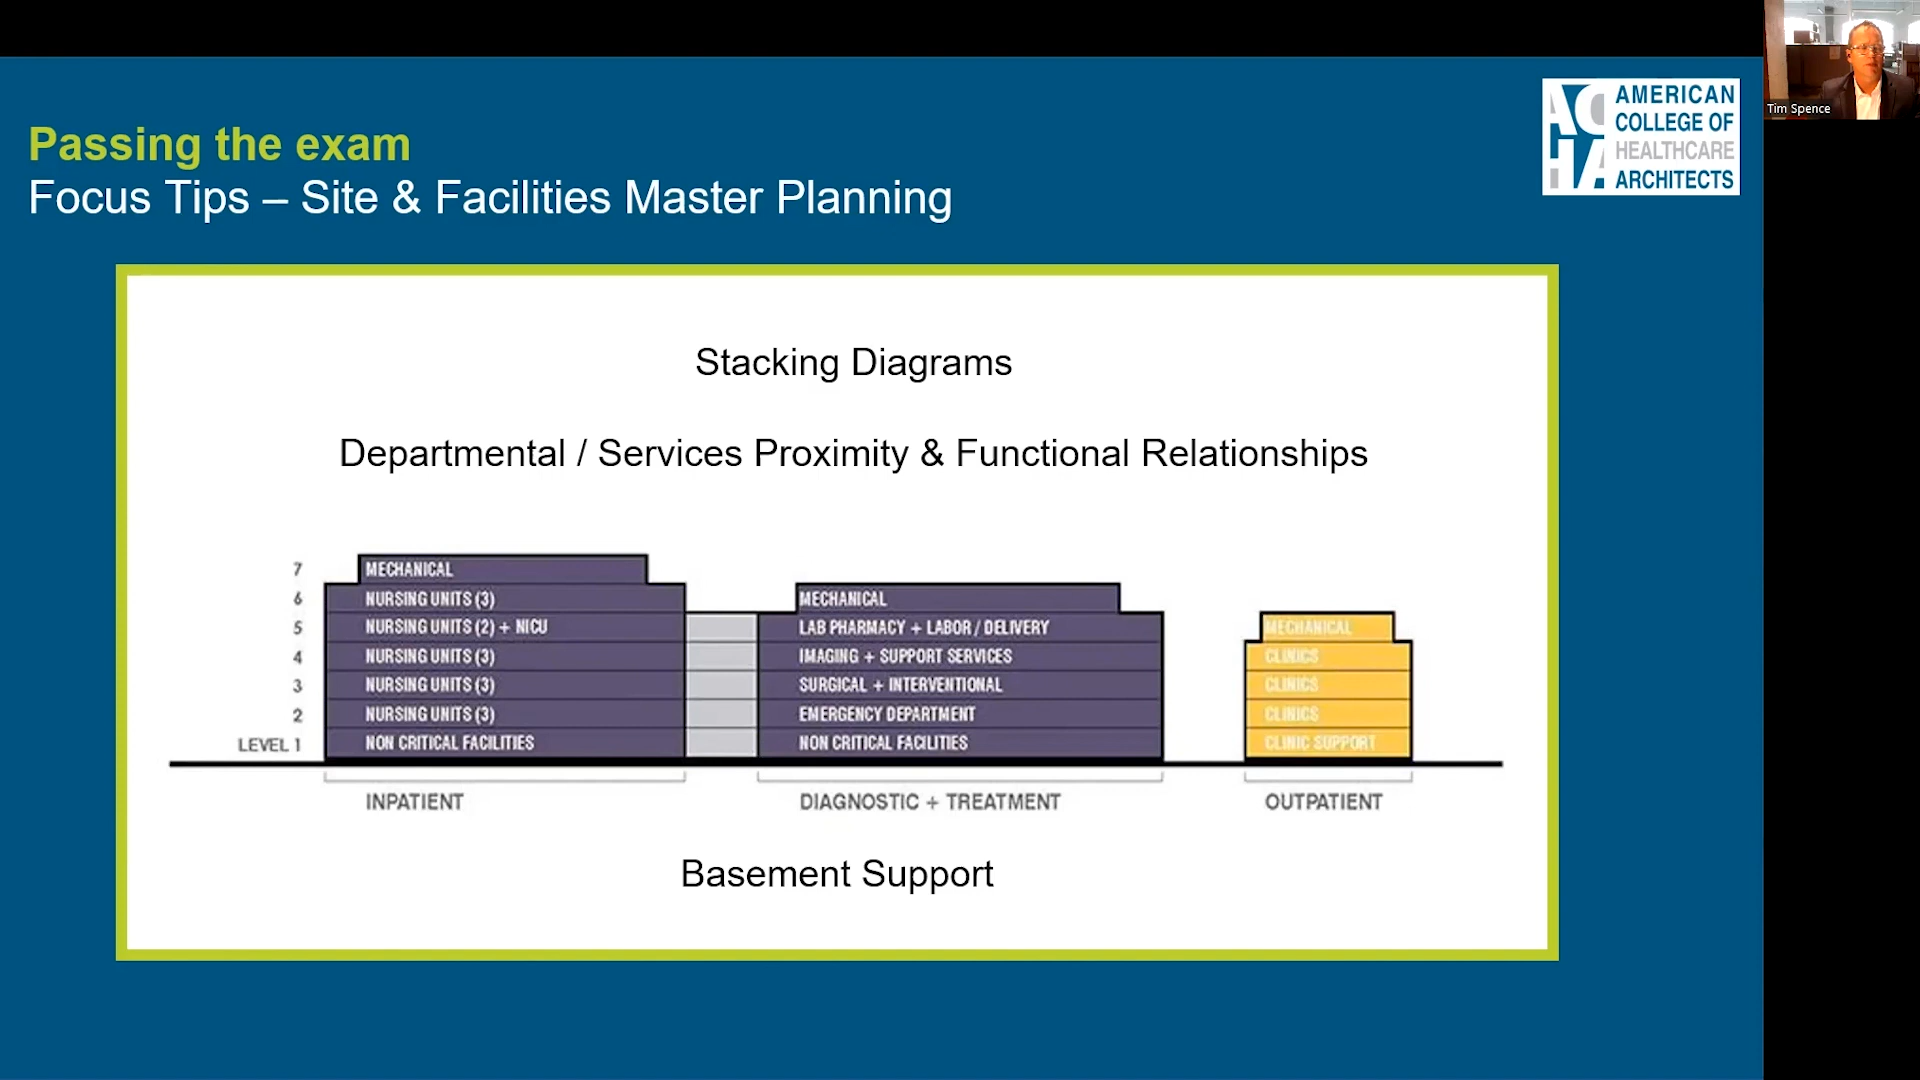 Passing the exam
Focus Tips – Site & Facilities Master Planning
ACHA
AMERICAN
COLLEGE OF
HEALTHCARE
ARCHITECTS
Tim Spence
Stacking Diagrams
Departmental / Services Proximity & Functional Relationships
7
6
5
4
3
2
LEVEL 1
MECHANICAL
NURSING UNITS (3)
NURSING UNITS (2) + NICU
NURSING UNITS (3)
NURSING UNITS (3)
NURSING UNITS (3)
NON CRITICAL FACILITIES
INPATIENT
MECHANICAL
LAB PHARMACY + LABOR / DELIVERY
IMAGING + SUPPORT SERVICES
SURGICAL + INTERVENTIONAL
EMERGENCY DEPARTMENT
NON CRITICAL FACILITIES
DIAGNOSTIC + TREATMENT
MECHANICAL
CLINICS
CLINICS
CLINICS
CLINIC SUPPORT
OUTPATIENT
Basement Support